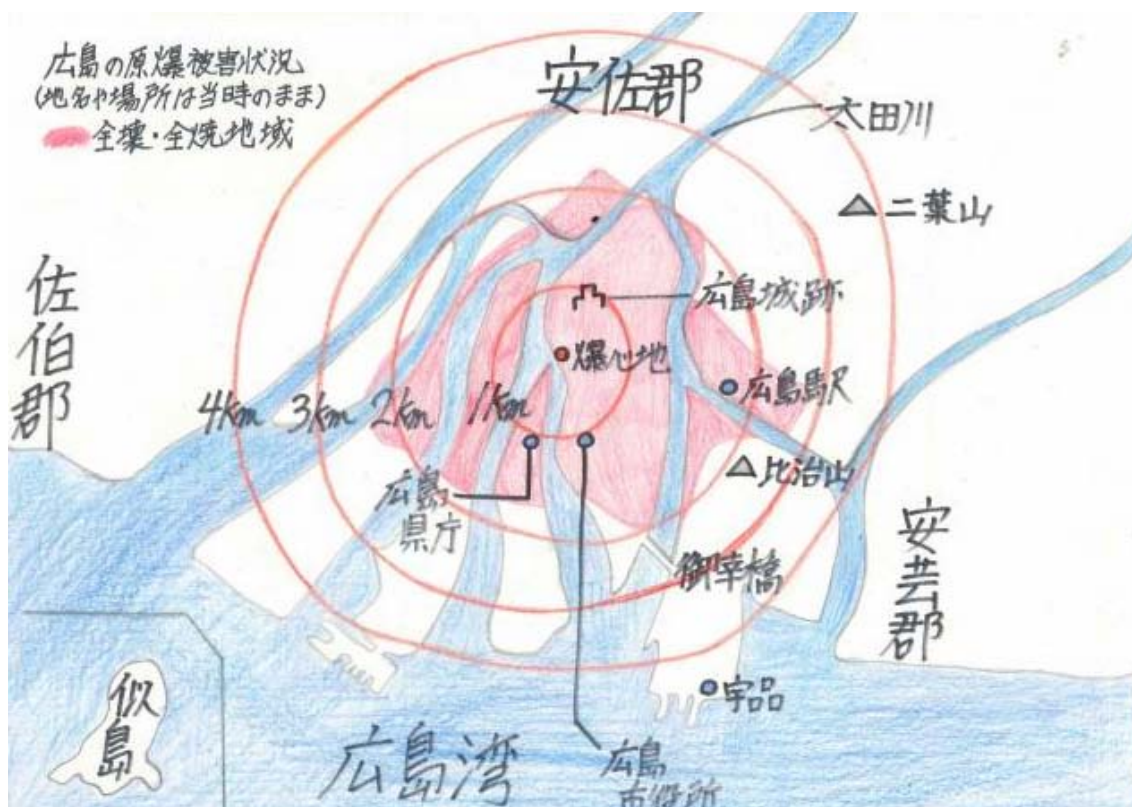 広島の原爆被害状況
(地名や場所は当時のまま)
全壊・全焼地域
安佐郡
太田川
二葉山
佐伯郡
広島城跡
爆心地
広島駅
4km
3km
2km
1km
比治山
広島
県庁
御幸橋
安芸郡
宇品
似島
広島湾
広島
市役所